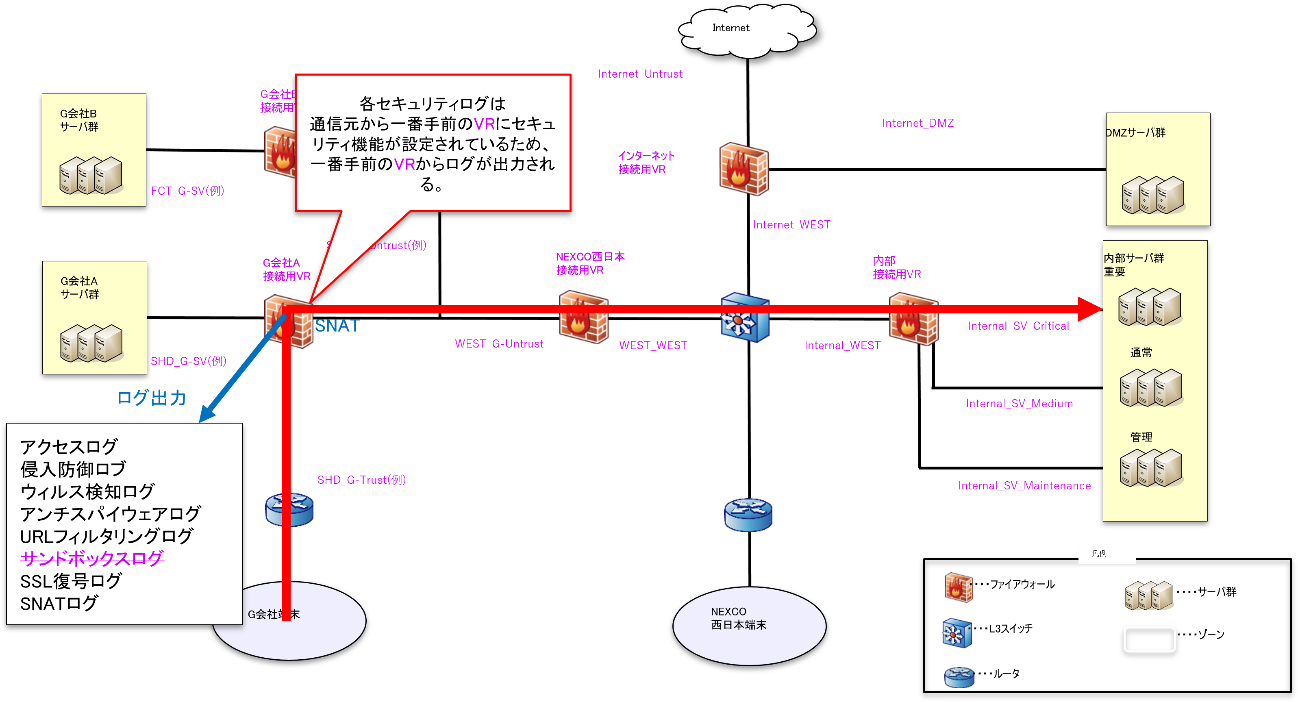 Internet
Internet_Untrust
G会社B
接続用V
各セキュリティログは
通信元から一番手前のVRにセキュ
リティ機能が設定されているため、
一番手前のVRからログが出力され
る。
G会社B
サーバ群
FCT_G-SV(例)
インターネット
接続用VR
Internet_DMZ
DMZサーバ群
Internet_WEST
ntrust(例)
G会社A
接続用VR
NEXCO西日本
接続用VR
内部
接続用VR
内部サーバ群
重要
G会社A
サーバ群
SHD_G-SV(例)
SNAT
WEST_G-Untrust
WEST_WEST
Internal_WEST
Internal_SV_Critical
通常
Internal_SV_Medium
管理
Internal_SV_Maintenance
ログ出力
アクセスログ
侵入防御ロブ
ウィルス検知ログ
アンチスパイウェアログ
URLフィルタリングログ
サンドボックスログ
SSL復号ログ
SNATログ
SHD_G-Trust(例)
G会社端末
NEXCO
西日本端末
・・・ファイアウォール
・・・・サーバ群
・・・L3スイッチ
・・・・ゾーン
・・・ルータ